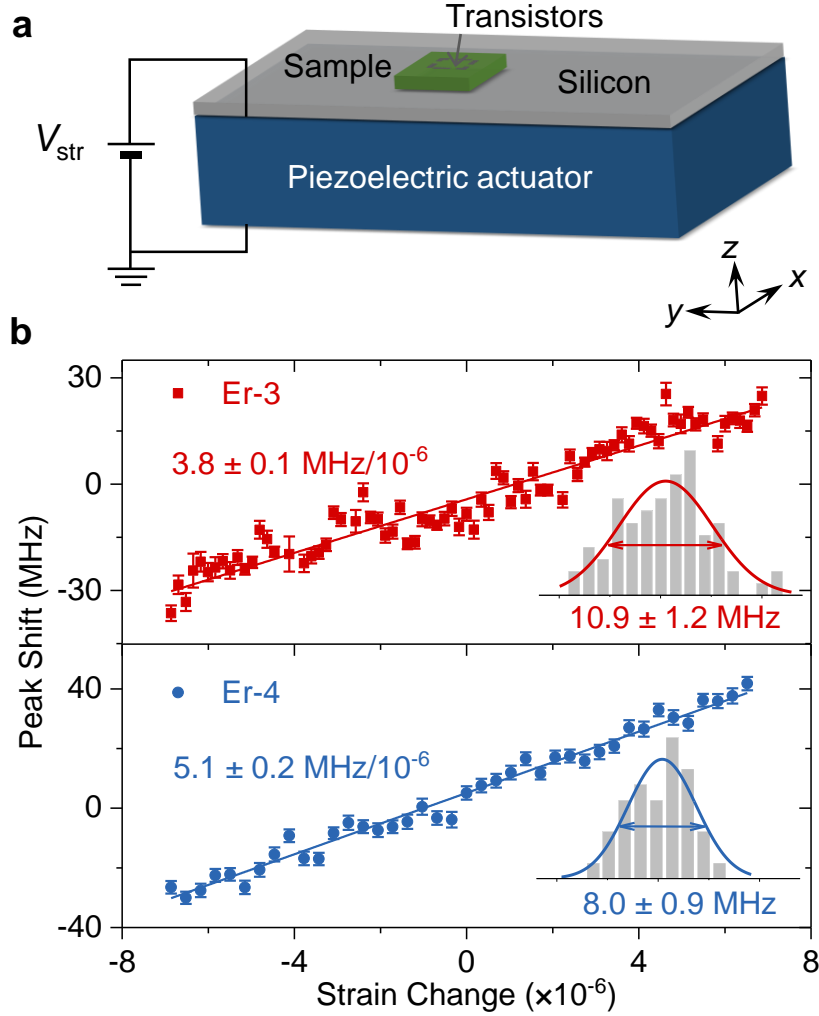 a
Transistors
Sample
Silicon
V_str
Piezoelectric actuator
z
x
y
b
30
Er-3
3.8 ± 0.1 MHz/10⁻⁶
0
-30
10.9 ± 1.2 MHz
Peak Shift (MHz)
40
Er-4
5.1 ± 0.2 MHz/10⁻⁶
0
8.0 ± 0.9 MHz
-40
-8 -4 0 4 8
Strain Change (×10⁻⁶)